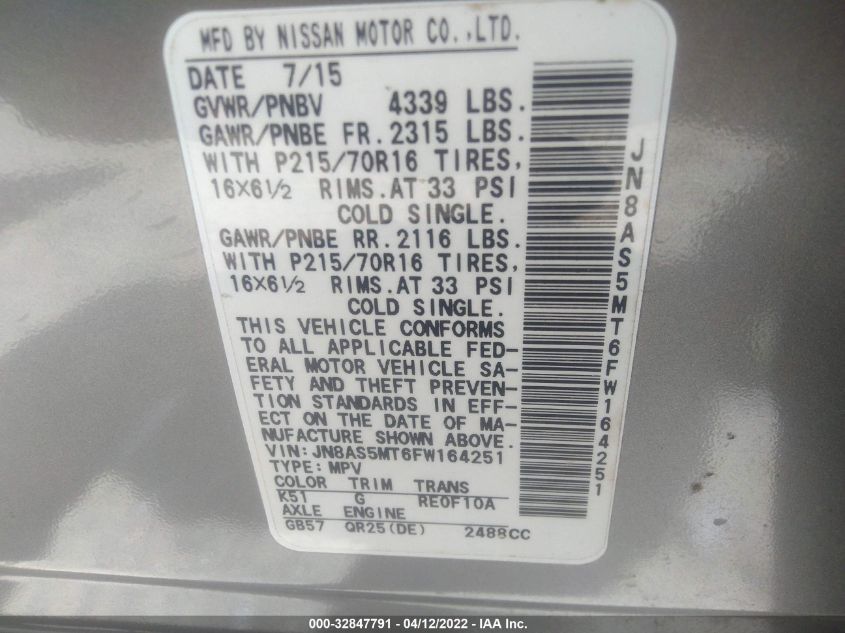 MFD BY NISSAN MOTOR CO.,LTD.
DATE 7/15
GVWR/PNBV 4339 LBS.
GAWR/PNBE FR.2315 LBS.
WITH P215/70R16 TIRES,
16X6½ RIMS.AT 33 PSI
COLD SINGLE.
GAWR/PNBE RR.2116 LBS.
WITH P215/70R16 TIRES,
16X6½ RIMS.AT 33 PSI
COLD SINGLE.
THIS VEHICLE CONFORMS
TO ALL APPLICABLE FED-
ERAL MOTOR VEHICLE SA-
FETY AND THEFT PREVEN-
TION STANDARDS IN EFF-
ECT ON THE DATE OF MA-
NUFACTURE SHOWN ABOVE.
VIN:JN8AS5MT6FW164251
TYPE:MPV
COLOR TRIM TRANS
K51 G RE0F10A
AXLE ENGINE
GB57 QR25(DE) 2488CC
JN8AS5MT6FW164251
000-32847791 - 04/12/2022 - IAA Inc.